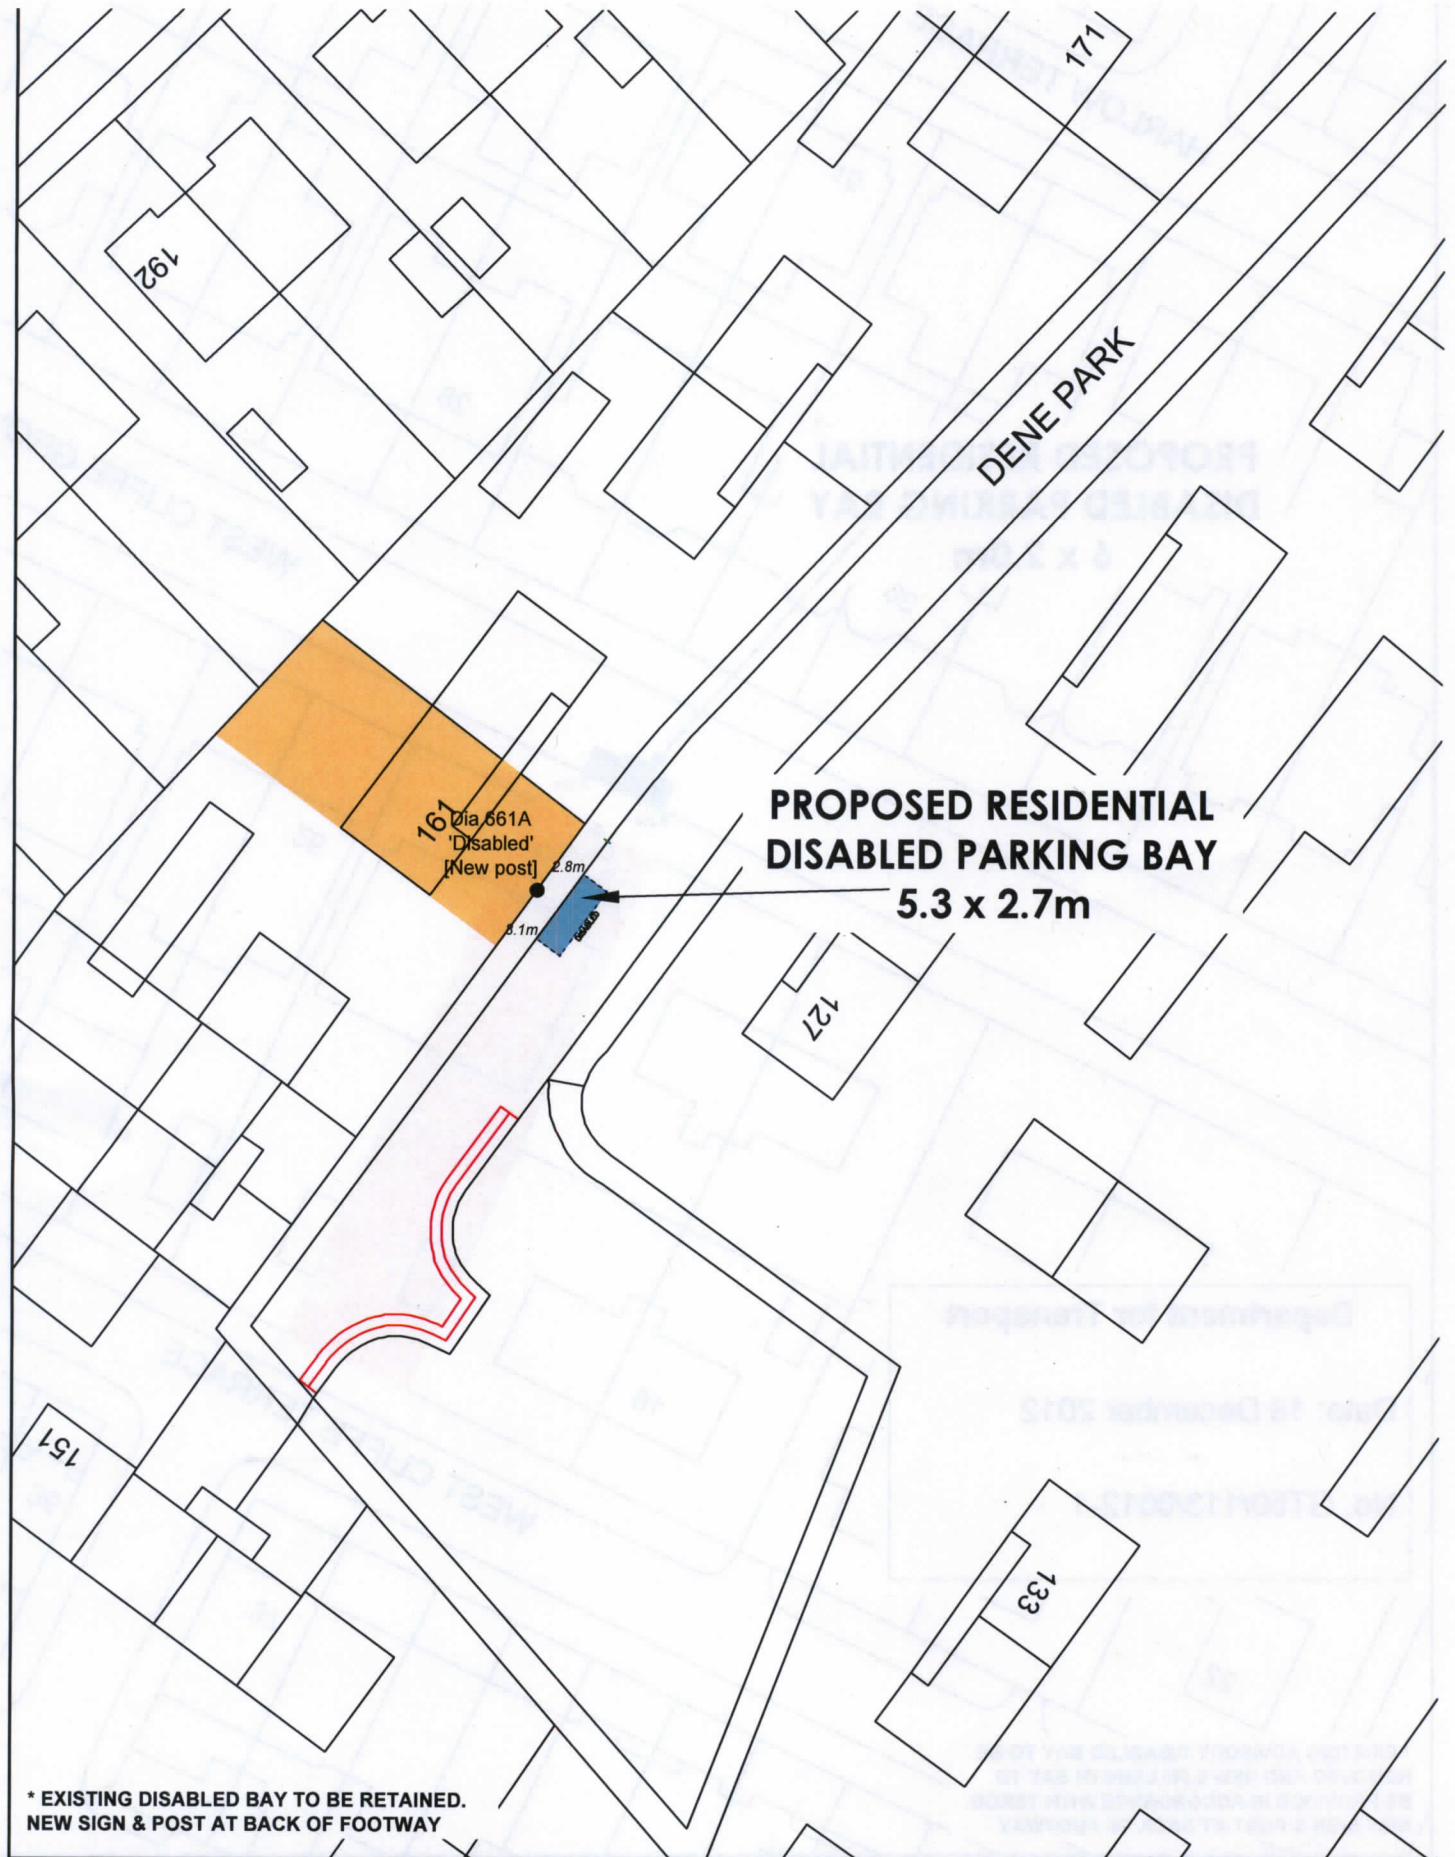 171
192
DENE PARK
161
Dia 661A
'Disabled'
[New post]
2.8m
3.1m
PROPOSED RESIDENTIAL
DISABLED PARKING BAY
5.3 x 2.7m
127
151
133
* EXISTING DISABLED BAY TO BE RETAINED.
NEW SIGN & POST AT BACK OF FOOTWAY